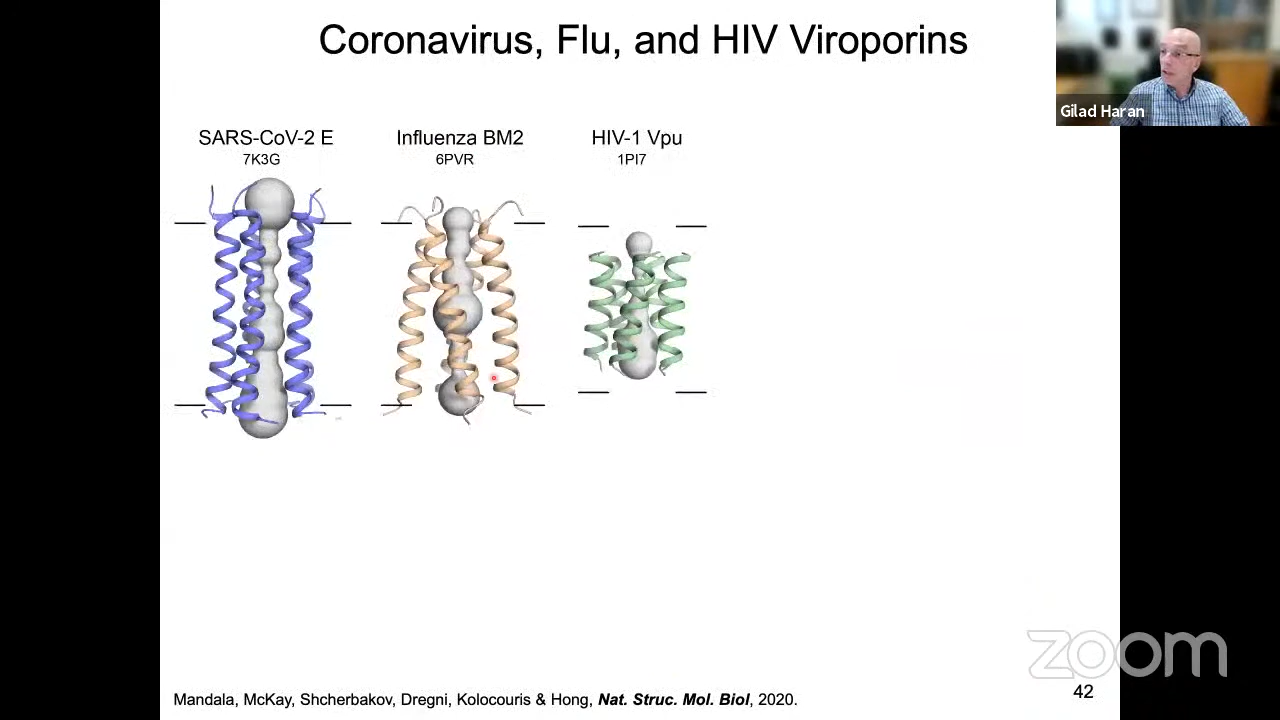 Coronavirus, Flu, and HIV Viroporins
Gilad Haran
SARS-CoV-2 E
7K3G
Influenza BM2
6PVR
HIV-1 Vpu
1PI7
zoom
42
Mandala, McKay, Shcherbakov, Dregni, Kolocouris & Hong, Nat. Struc. Mol. Biol, 2020.